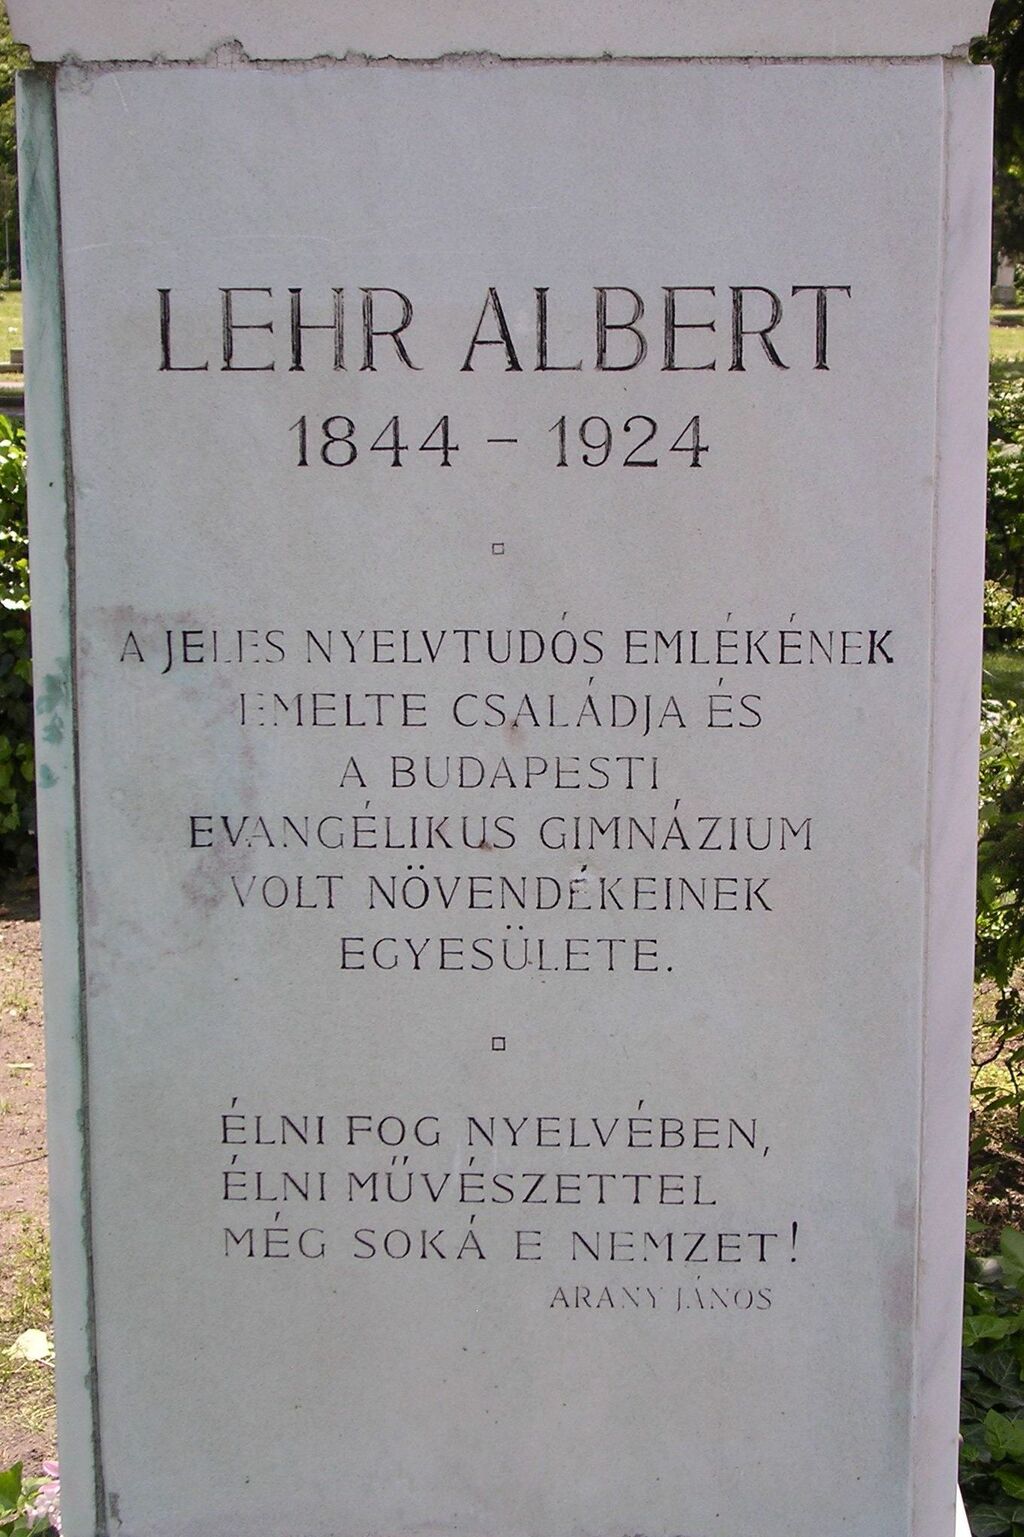 LEHR ALBERT
1844 – 1924
A JELES NYELVTUDÓS EMLÉKÉNEK
EMELTE CSALÁDJA ÉS
A BUDAPESTI
EVANGÉLIKUS GIMNÁZIUM
VOLT NÖVENDÉKEINEK
EGYESÜLETE.
ÉLNI FOG NYELVÉBEN,
ÉLNI MŰVÉSZETTEL
MÉG SOKÁ E NEMZET!
ARANY JÁNOS